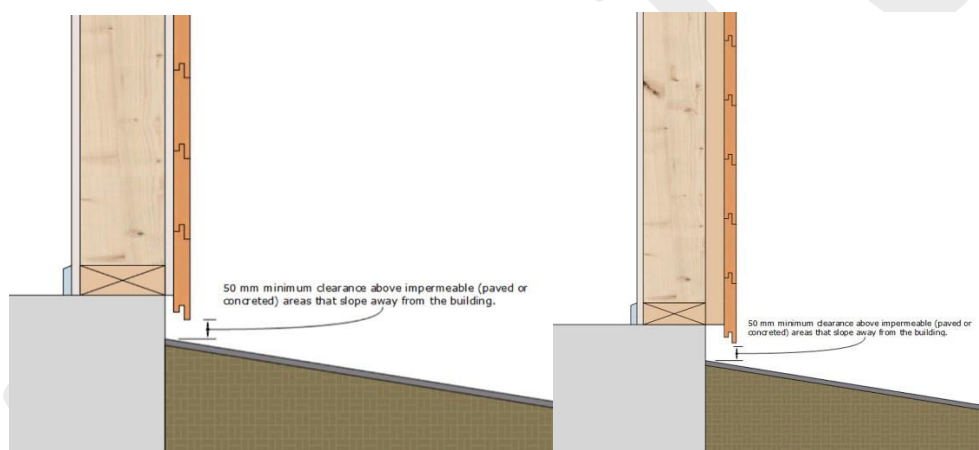 50 mm minimum clearance above impermeable (paved or
concreted) areas that slope away from the building.
50 mm minimum clearance above impermeable (paved or
concreted) areas that slope away from the building.